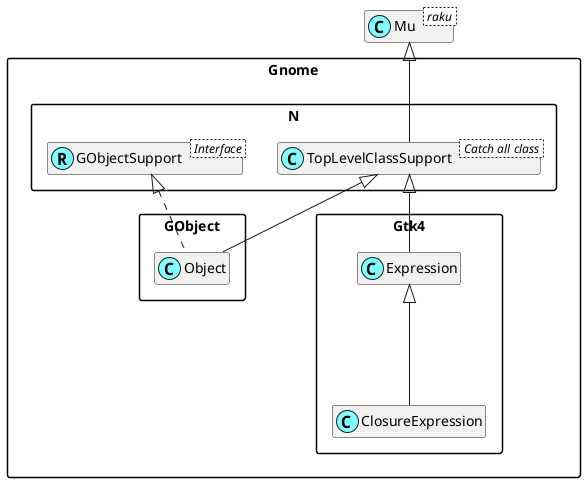 C Mu raku
Gnome
N
R GObjectSupport Interface
C TopLevelClassSupport Catch all class
GObject
Gtk4
C Object
C Expression
C ClosureExpression